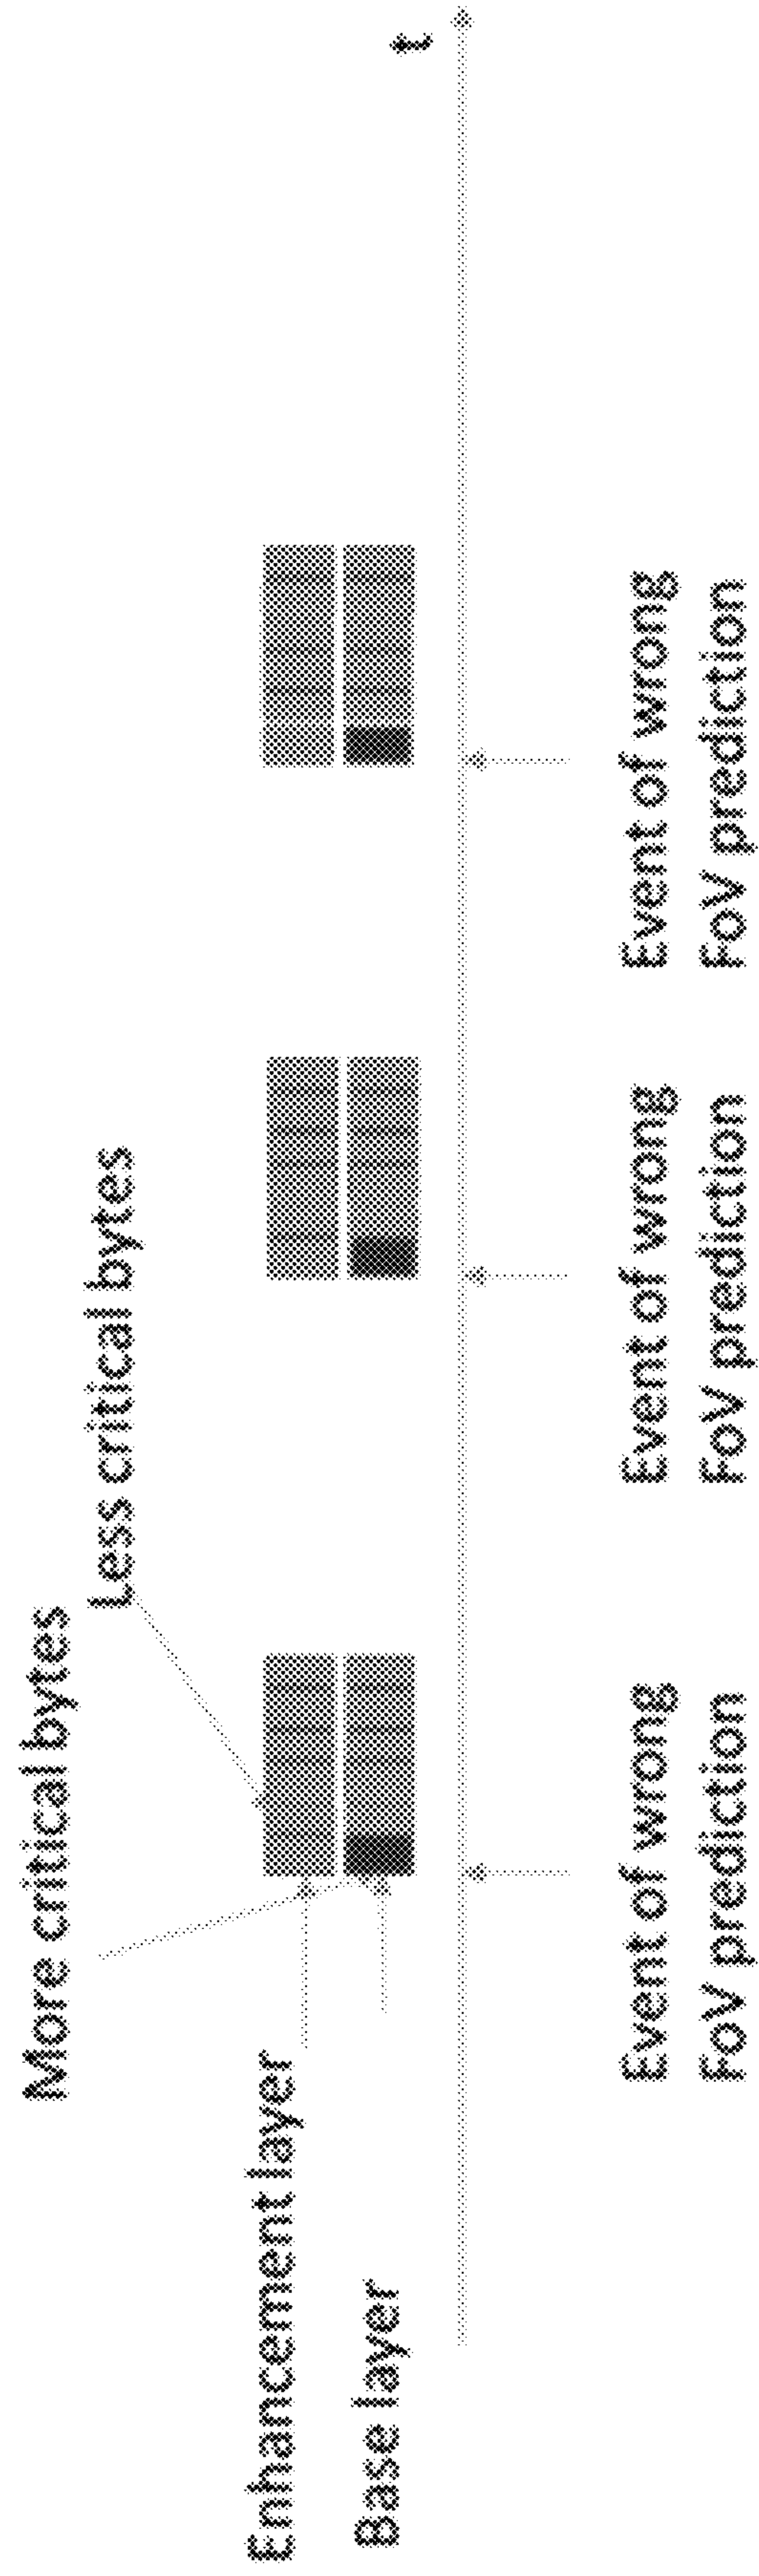 More critical bytes
Less critical bytes
Enhancement layer
Base layer
t
Event of wrong
FoV prediction
Event of wrong
FoV prediction
Event of wrong
FoV prediction